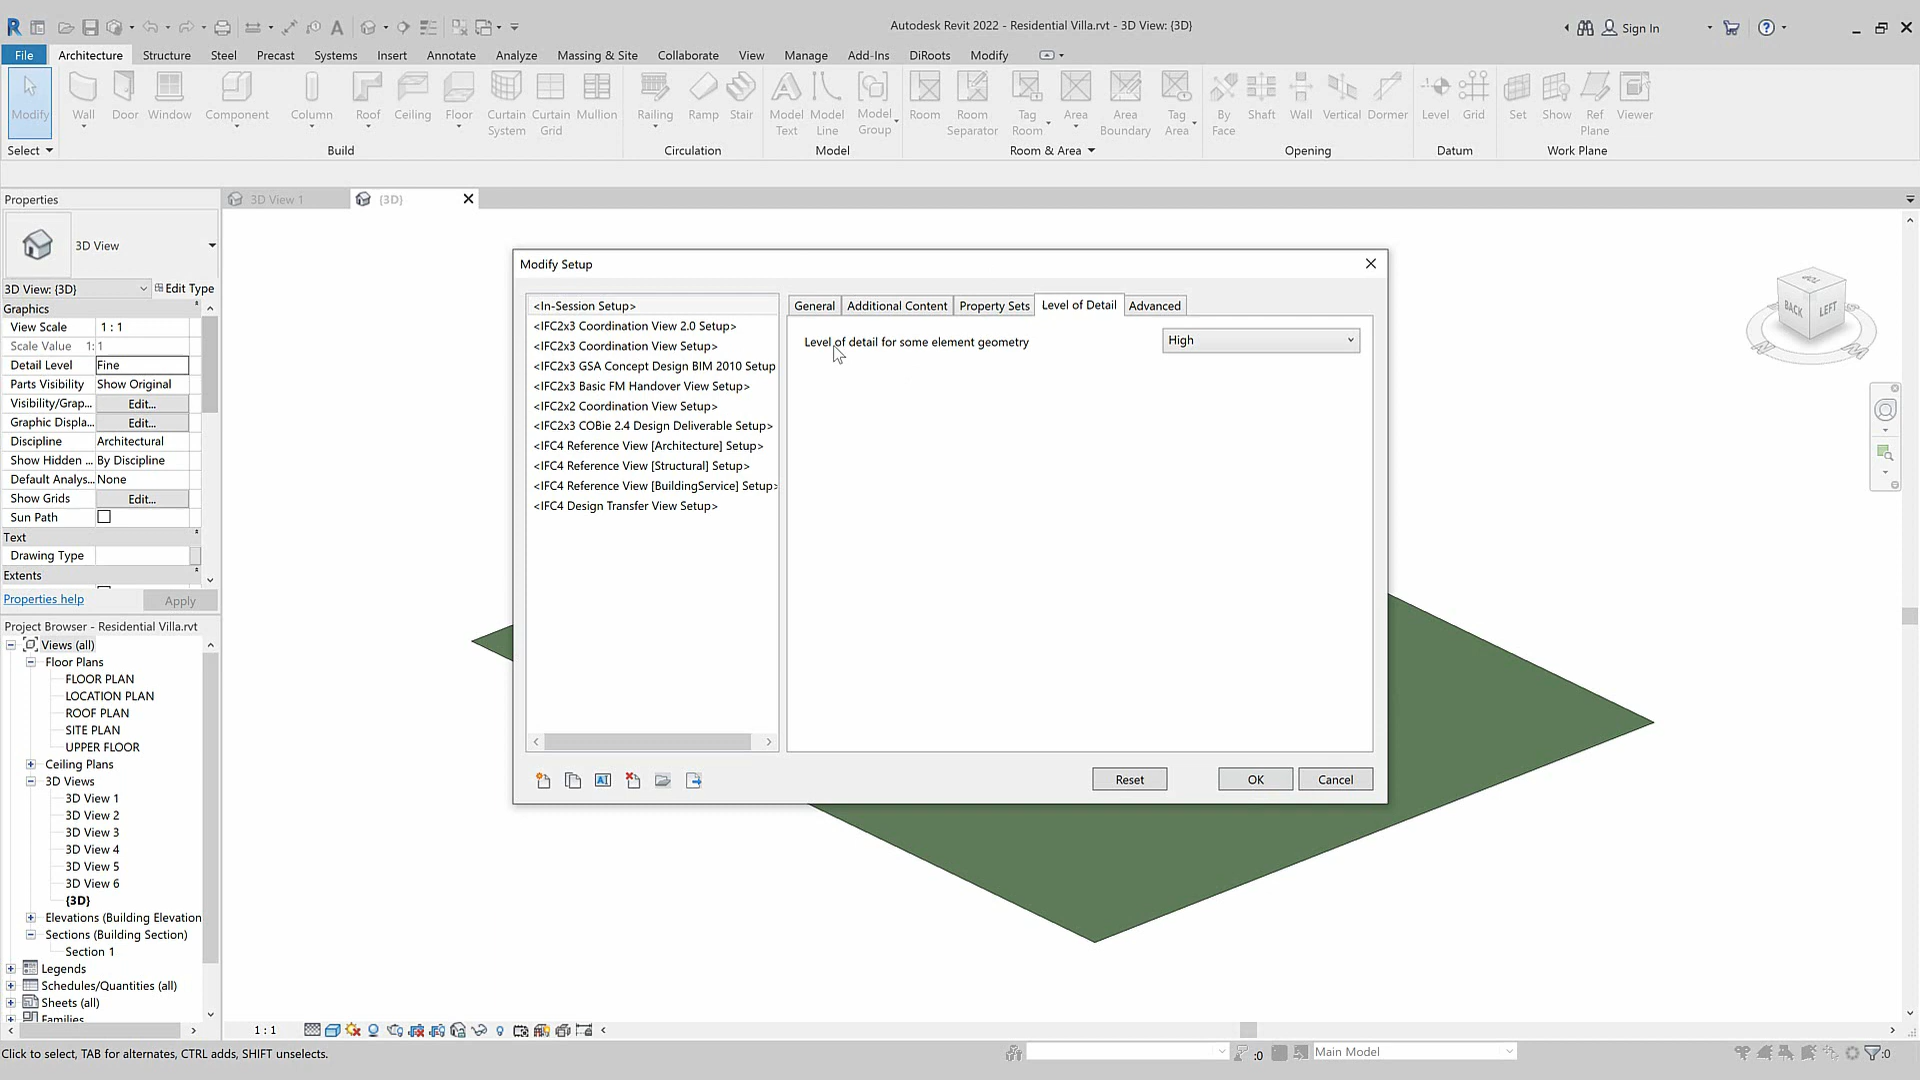 Autodesk Revit 2022 - Residential Villa.rvt - 3D View: {3D}
Sign In
File Architecture Structure Steel Precast Systems Insert Annotate Analyze Massing & Site Collaborate View Manage Add-Ins DiRoots Modify
Modify Wall Door Window Component Column Roof Ceiling Floor Curtain System Curtain Grid Mullion Railing Ramp Stair Model Text Model Line Model Group Room Room Separator Tag Room Area Area Boundary Tag Area By Face Shaft Wall Vertical Dormer Level Grid Set Show Ref Plane Viewer
Select Build Circulation Model Room & Area Opening Datum Work Plane
Properties
3D View 1
{3D}
3D View
3D View: {3D}
Edit Type
Graphics
View Scale 1 : 1
Scale Value 1: 1
Detail Level Fine
Parts Visibility Show Original
Visibility/Grap... Edit...
Graphic Displa... Edit...
Discipline Architectural
Show Hidden ... By Discipline
Default Analys... None
Show Grids Edit...
Sun Path
Text
Drawing Type
Extents
Properties help
Apply
Project Browser - Residential Villa.rvt
Views (all)
Floor Plans
FLOOR PLAN
LOCATION PLAN
ROOF PLAN
SITE PLAN
UPPER FLOOR
Ceiling Plans
3D Views
3D View 1
3D View 2
3D View 3
3D View 4
3D View 5
3D View 6
{3D}
Elevations (Building Elevation
Sections (Building Section)
Section 1
Legends
Schedules/Quantities (all)
Sheets (all)
Families
Modify Setup
<In-Session Setup>
<IFC2x3 Coordination View 2.0 Setup>
<IFC2x3 Coordination View Setup>
<IFC2x3 GSA Concept Design BIM 2010 Setup
<IFC2x3 Basic FM Handover View Setup>
<IFC2x2 Coordination View Setup>
<IFC2x3 COBie 2.4 Design Deliverable Setup>
<IFC4 Reference View [Architecture] Setup>
<IFC4 Reference View [Structural] Setup>
<IFC4 Reference View [BuildingService] Setup>
<IFC4 Design Transfer View Setup>
General Additional Content Property Sets Level of Detail Advanced
Level of detail for some element geometry High
Reset OK Cancel
TOP
BACK
LEFT
1 : 1
Click to select, TAB for alternates, CTRL adds, SHIFT unselects.
:0
Main Model
:0